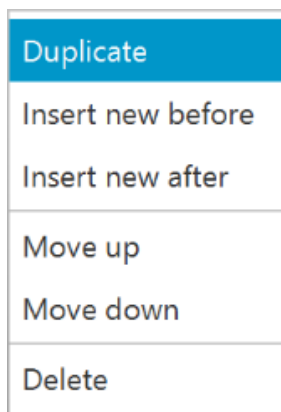 Duplicate
Insert new before
Insert new after
Move up
Move down
Delete